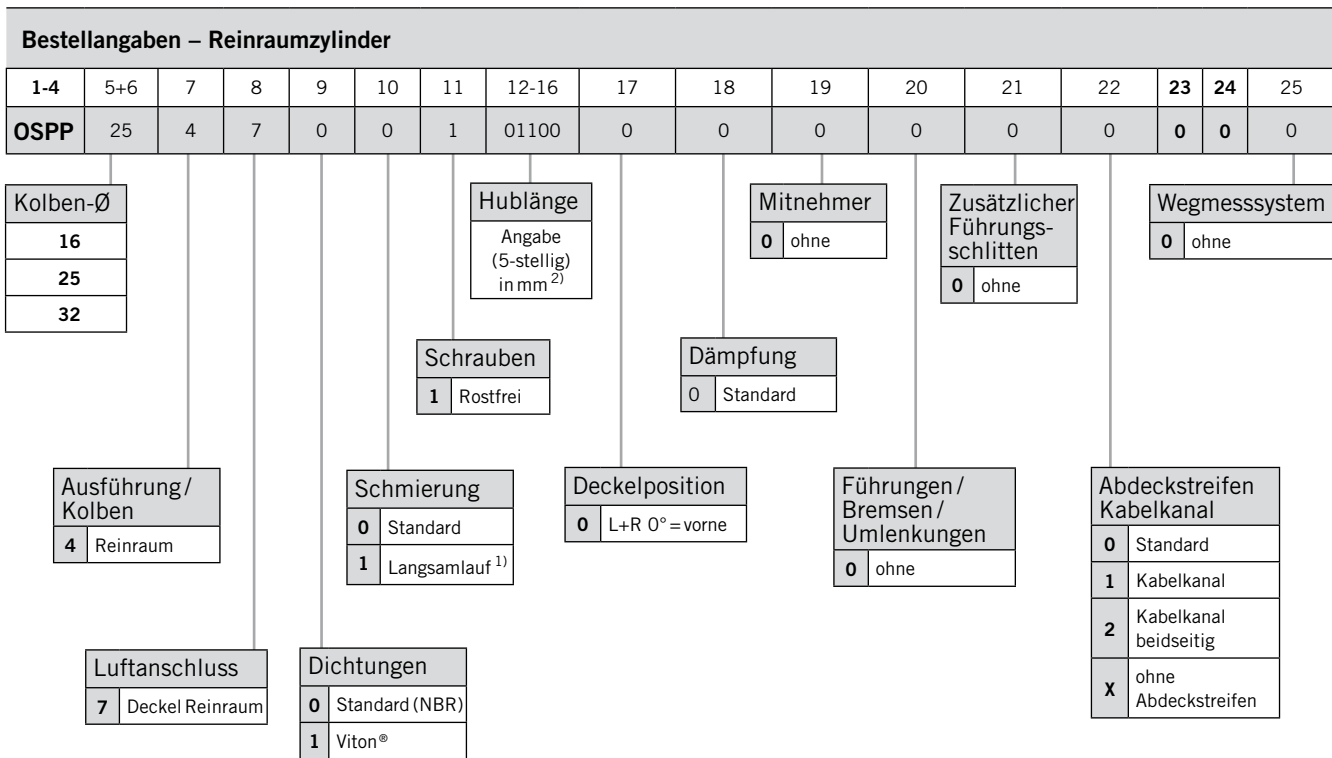 Bestellangaben – Reinraumzylinder
1-4 5+6 7 8 9 10 11 12-16 17 18 19 20 21 22 23 24 25
OSPP 25 4 7 0 0 1 01100 0 0 0 0 0 0 0 0 0
Kolben-Ø
16
25
32
Hublänge
Angabe
(5-stellig)
in mm 2)
Mitnehmer
0 ohne
Zusätzlicher
Führungs-
schlitten
0 ohne
Wegmesssystem
0 ohne
Schrauben
1 Rostfrei
Dämpfung
0 Standard
Ausführung/
Kolben
4 Reinraum
Schmierung
0 Standard
1 Langsamlauf 1)
Deckelposition
0 L+R 0° = vorne
Führungen/
Bremsen/
Umlenkungen
0 ohne
Abdeckstreifen
Kabelkanal
0 Standard
1 Kabelkanal
2 Kabelkanal
beidseitig
X ohne
Abdeckstreifen
Luftanschluss
7 Deckel Reinraum
Dichtungen
0 Standard (NBR)
1 Viton®